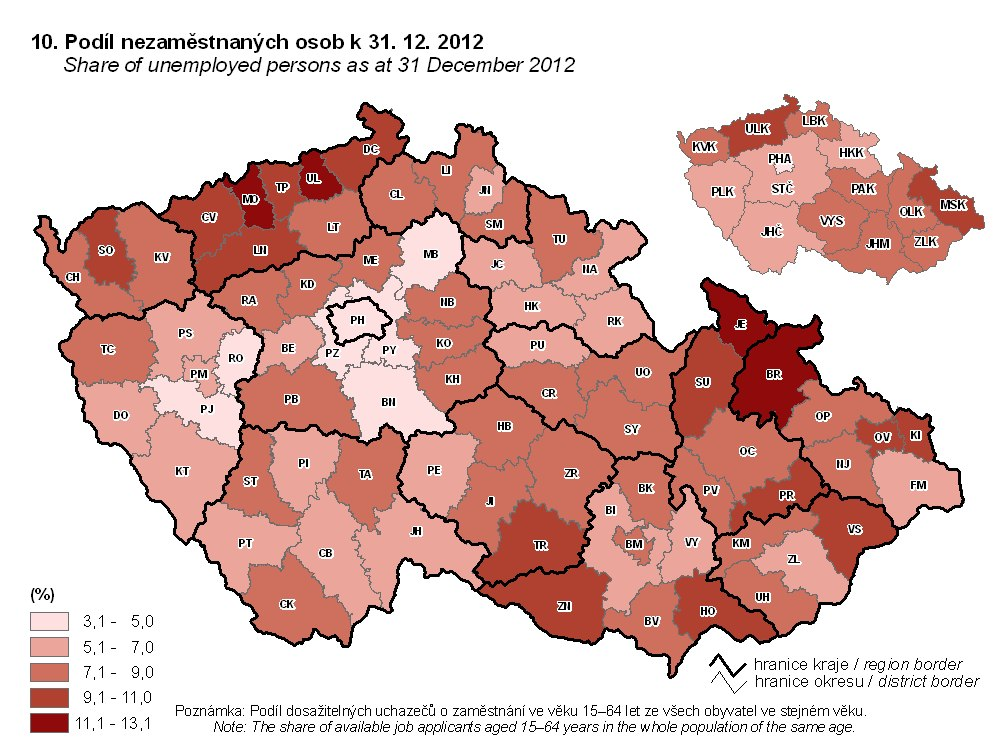 10. Podíl nezaměstnaných osob k 31. 12. 2012
Share of unemployed persons as at 31 December 2012
DC
UL
TP
MO
CV
LN
LT
LI
CL
JN
SM
SO
KV
CH
MB
ME
KD
RA
TU
NA
JC
HK
RK
PH
PZ
PY
NB
KO
KH
BE
PB
BN
PS
TC
RO
PM
PJ
DO
KT
PU
CR
UO
SY
JE
BR
SU
OC
PV
PR
OP
OV
KI
NJ
FM
HB
PE
JI
ZR
TR
ST
PI
TA
PT
CB
JH
CK
BK
BI
BM
VY
ZN
BV
HO
KM
ZL
VS
UH
KVK
ULK
LBK
HKK
PHA
PLK
STČ
PAK
MSK
OLK
JHČ
VYS
JHM
ZLK
(%)
3,1 - 5,0
5,1 - 7,0
7,1 - 9,0
9,1 - 11,0
11,1 - 13,1
hranice kraje / region border
hranice okresu / district border
Poznámka: Podíl dosažitelných uchazečů o zaměstnání ve věku 15–64 let ze všech obyvatel ve stejném věku.
Note: The share of available job applicants aged 15–64 years in the whole population of the same age.